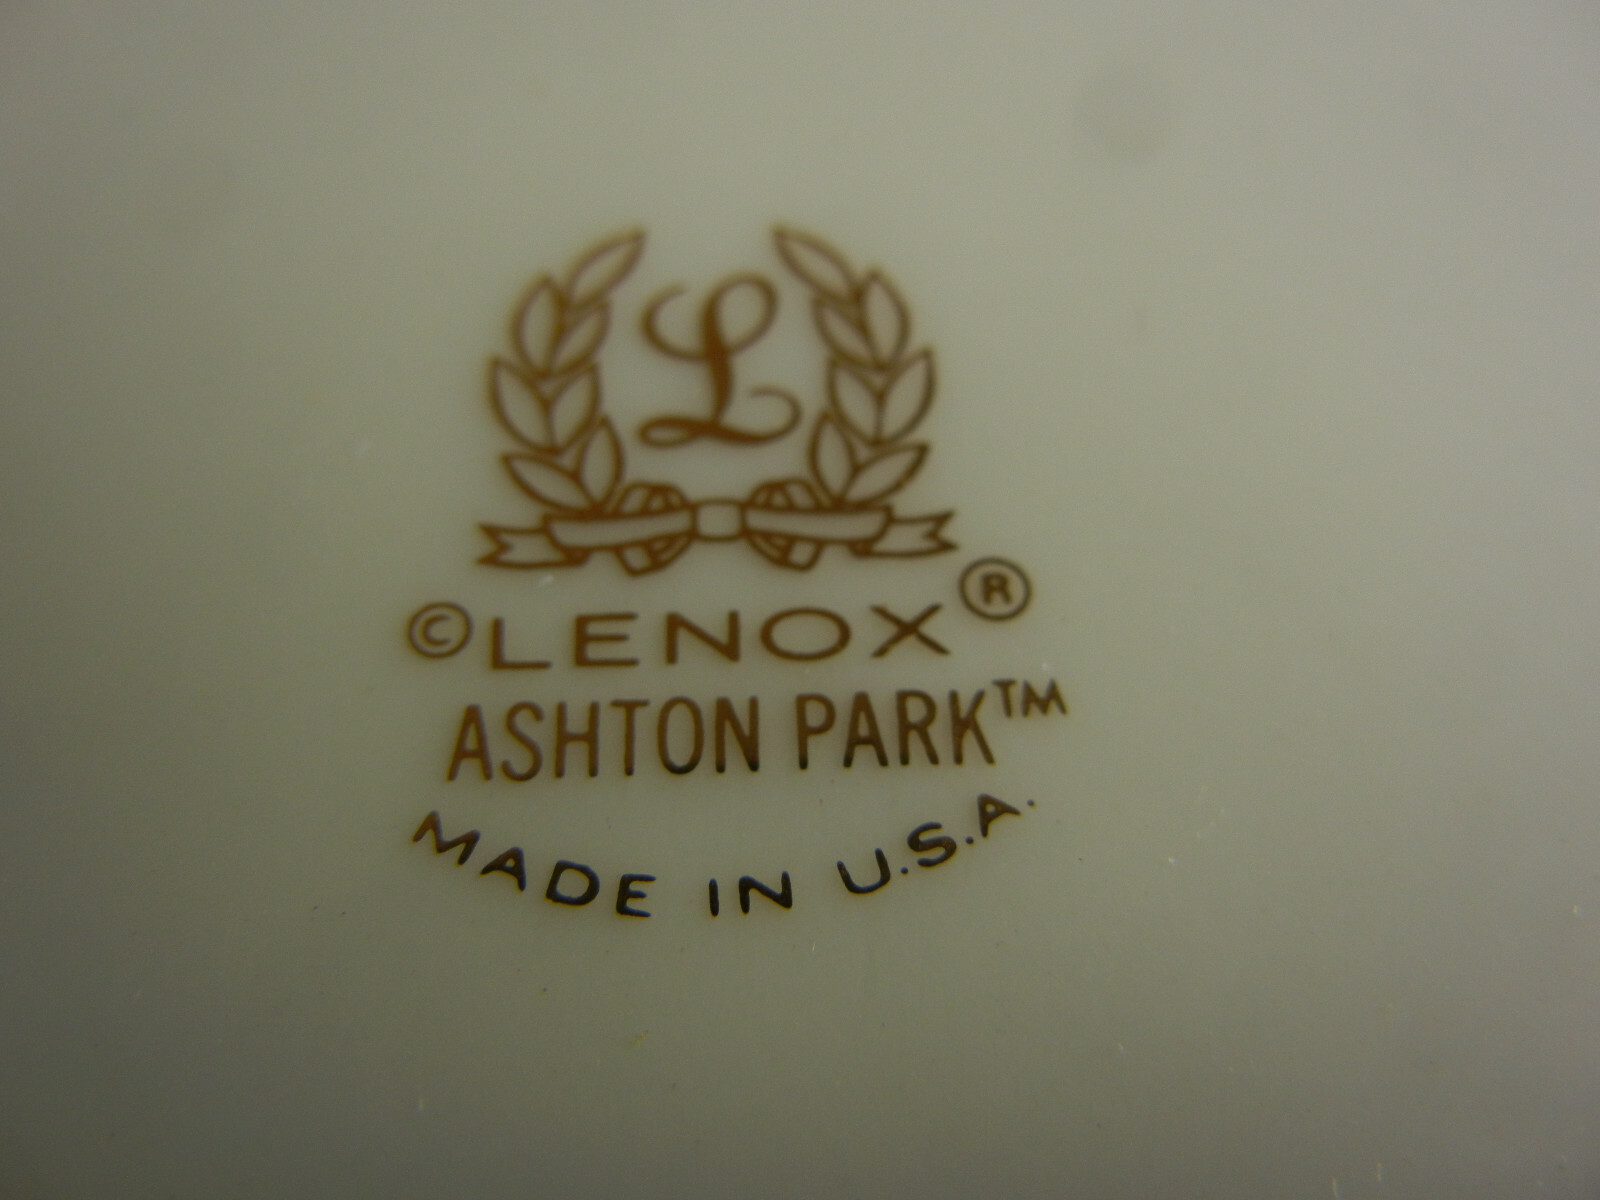 L
©LENOX®
ASHTON PARK™
MADE IN U.S.A.